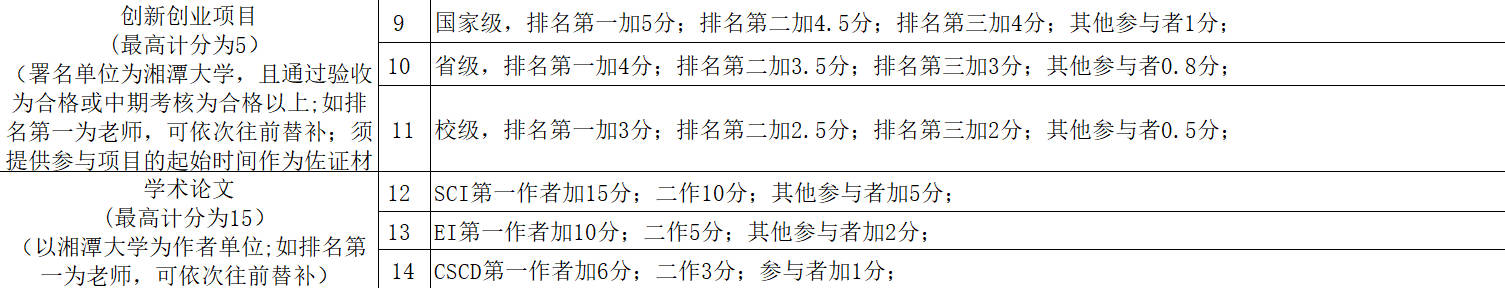 创新创业项目
(最高计分为5）
（署名单位为湘潭大学，且通过验收
为合格或中期考核为合格以上;如排
名第一为老师，可依次往前替补；须
提供参与项目的起始时间作为佐证材
9 国家级，排名第一加5分；排名第二加4.5分；排名第三加4分；其他参与者1分；
10 省级，排名第一加4分；排名第二加3.5分；排名第三加3分；其他参与者0.8分；
11 校级，排名第一加3分；排名第二加2.5分；排名第三加2分；其他参与者0.5分；
学术论文
(最高计分为15）
（以湘潭大学为作者单位;如排名第
一为老师，可依次往前替补）
12 SCI第一作者加15分；二作10分；其他参与者加5分；
13 EI第一作者加10分；二作5分；其他参与者加2分；
14 CSCD第一作者加6分；二作3分；参与者加1分；